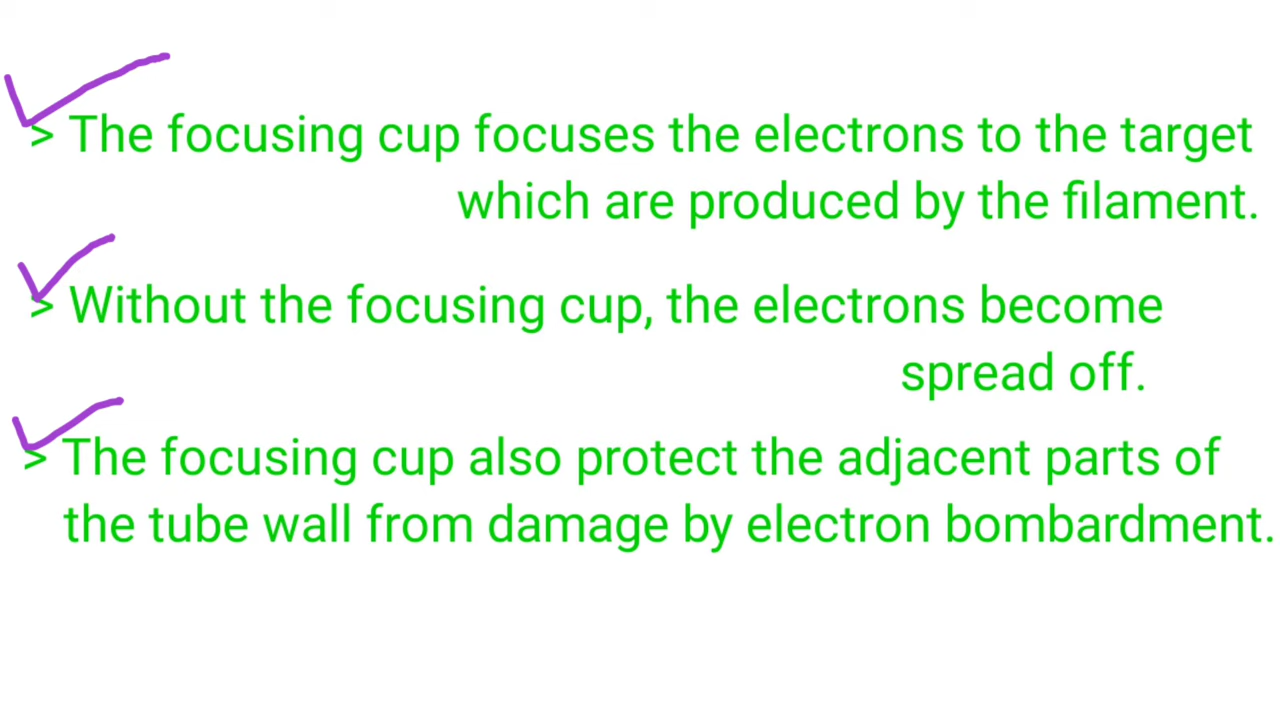 > The focusing cup focuses the electrons to the target
which are produced by the filament.
> Without the focusing cup, the electrons become
spread off.
> The focusing cup also protect the adjacent parts of
the tube wall from damage by electron bombardment.